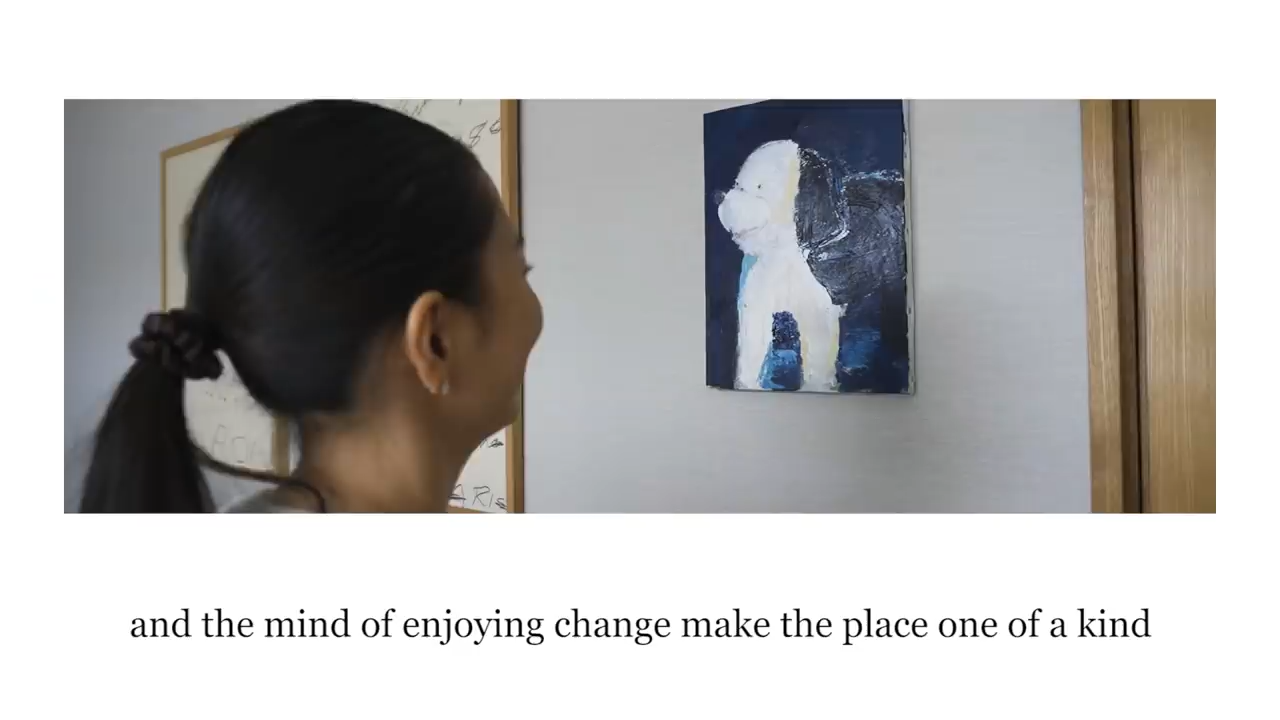 and the mind of enjoying change make the place one of a kind